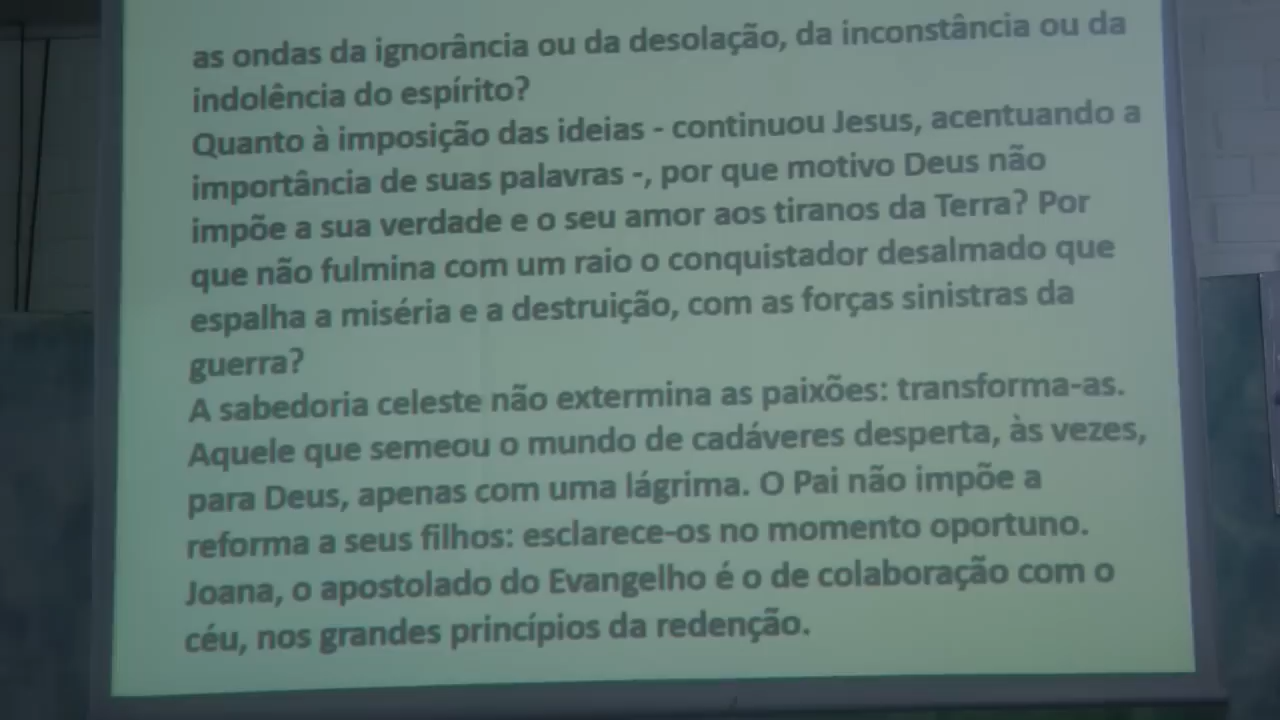 as ondas da ignorância ou da desolação, da inconstância ou da
indolência do espírito?
Quanto à imposição das ideias - continuou Jesus, acentuando a
importância de suas palavras -, por que motivo Deus não
impõe a sua verdade e o seu amor aos tiranos da Terra? Por
que não fulmina com um raio o conquistador desalmado que
espalha a miséria e a destruição, com as forças sinistras da
guerra?
A sabedoria celeste não extermina as paixões: transforma-as.
Aquele que semeou o mundo de cadáveres desperta, às vezes,
para Deus, apenas com uma lágrima. O Pai não impõe a
reforma a seus filhos: esclarece-os no momento oportuno.
Joana, o apostolado do Evangelho é o de colaboração com o
céu, nos grandes princípios da redenção.